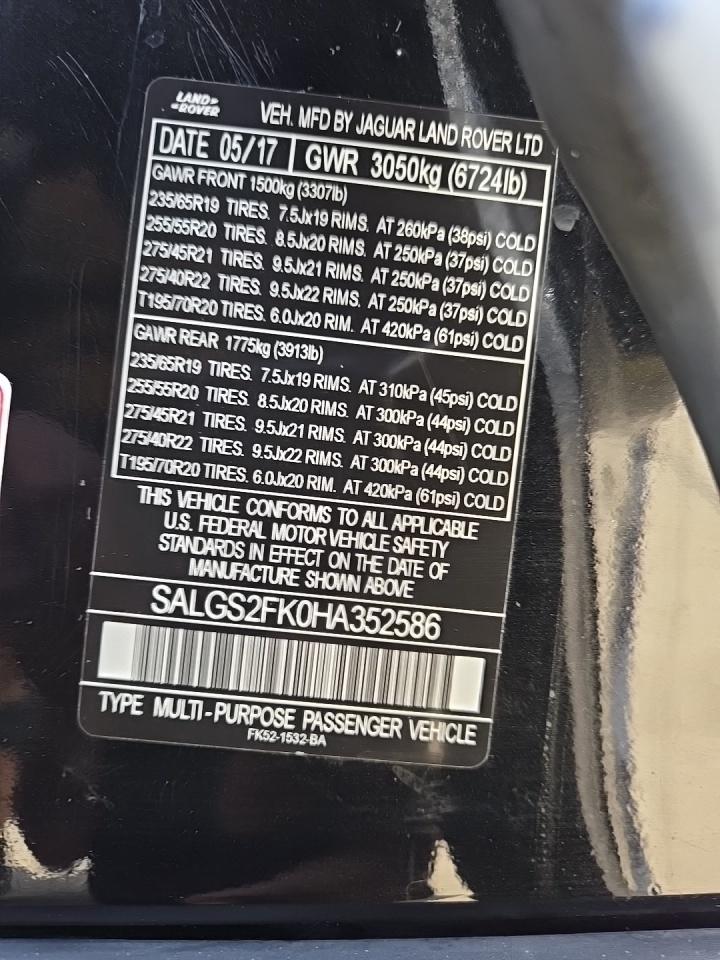 LAND ROVER
VEH. MFD BY JAGUAR LAND ROVER LTD
DATE 05/17 GWR 3050kg (6724lb)
GAWR FRONT 1500kg (3307lb)
235/65R19 TIRES. 7.5Jx19 RIMS. AT 260kPa (38psi) COLD
255/55R20 TIRES. 8.5Jx20 RIMS. AT 250kPa (37psi) COLD
275/45R21 TIRES. 9.5Jx21 RIMS. AT 250kPa (37psi) COLD
275/40R22 TIRES. 9.5Jx22 RIMS. AT 250kPa (37psi) COLD
T195/70R20 TIRES. 6.0Jx20 RIM. AT 420kPa (61psi) COLD
GAWR REAR 1775kg (3913lb)
235/65R19 TIRES. 7.5Jx19 RIMS. AT 310kPa (45psi) COLD
255/55R20 TIRES. 8.5Jx20 RIMS. AT 300kPa (44psi) COLD
275/45R21 TIRES. 9.5Jx21 RIMS. AT 300kPa (44psi) COLD
275/40R22 TIRES. 9.5Jx22 RIMS. AT 300kPa (44psi) COLD
T195/70R20 TIRES. 6.0Jx20 RIM. AT 420kPa (61psi) COLD
THIS VEHICLE CONFORMS TO ALL APPLICABLE
U.S. FEDERAL MOTOR VEHICLE SAFETY
STANDARDS IN EFFECT ON THE DATE OF
MANUFACTURE SHOWN ABOVE
SALGS2FK0HA352586
TYPE MULTI-PURPOSE PASSENGER VEHICLE
FK52-1532-BA